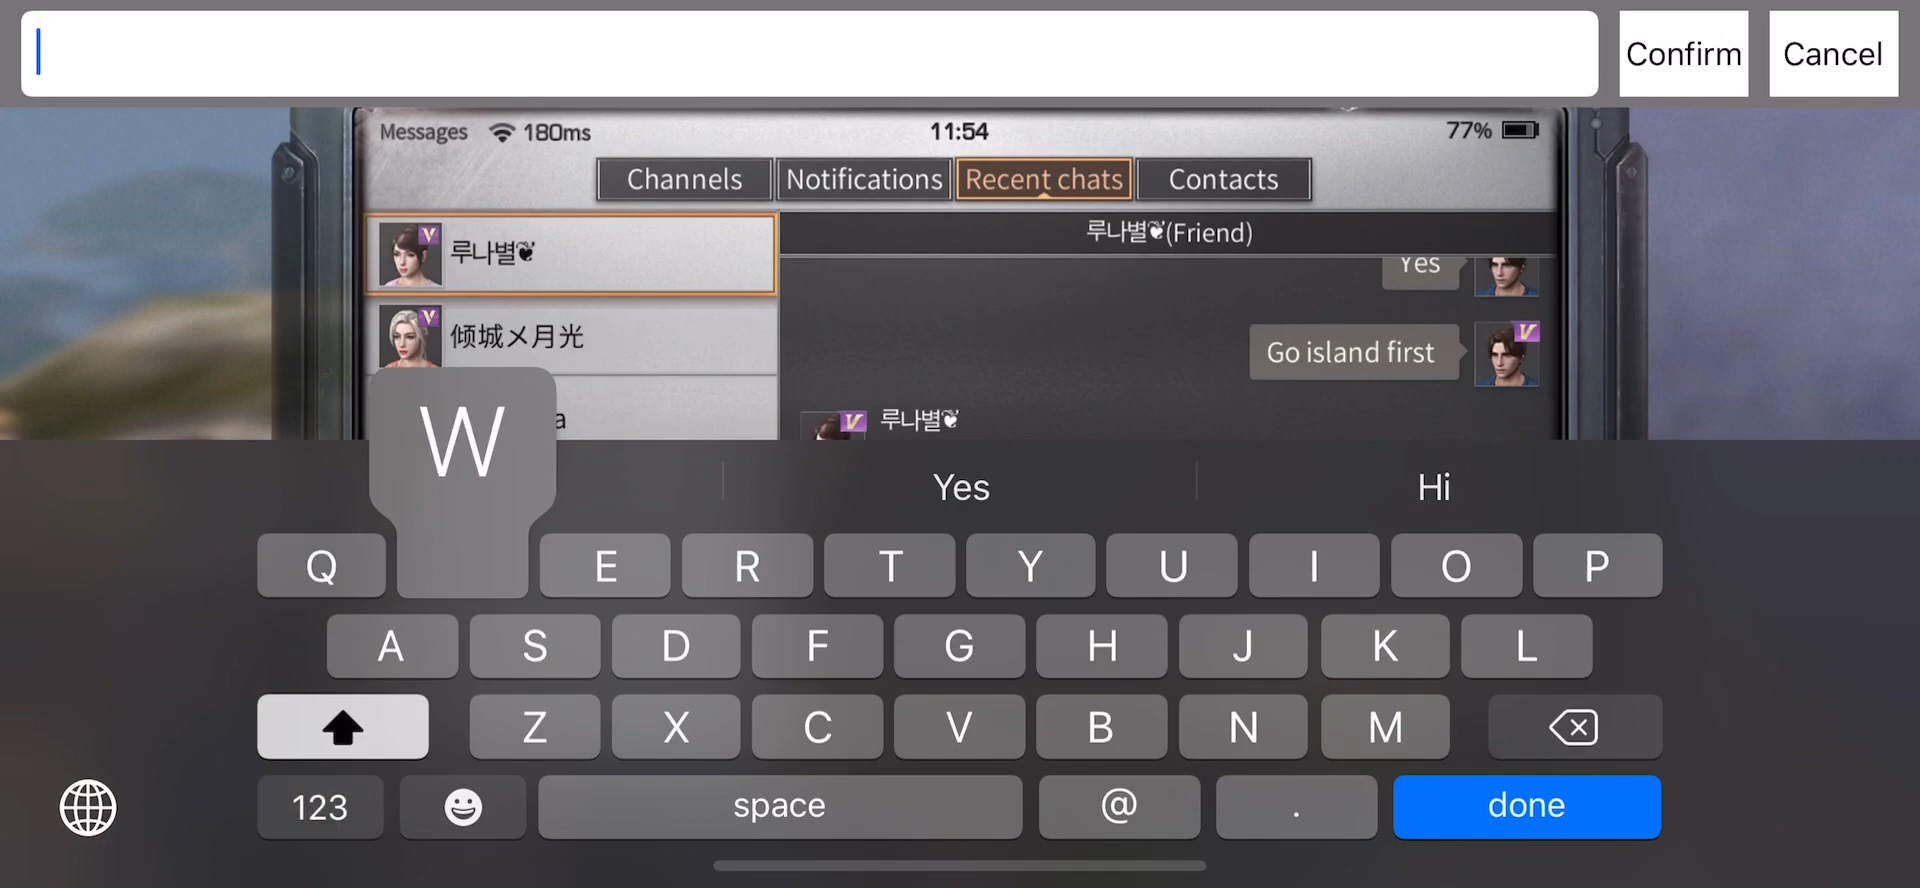 Confirm
Cancel
Messages 180ms
11:54
77%
Channels
Notifications
Recent chats
Contacts
루나별❦
루나별❦(Friend)
Yes
倾城メ月光
Go island first
a
루나별❦
W
Yes
Hi
Q E R T Y U I O P
A S D F G H J K L
Z X C V B N M
123
space
@
.
done